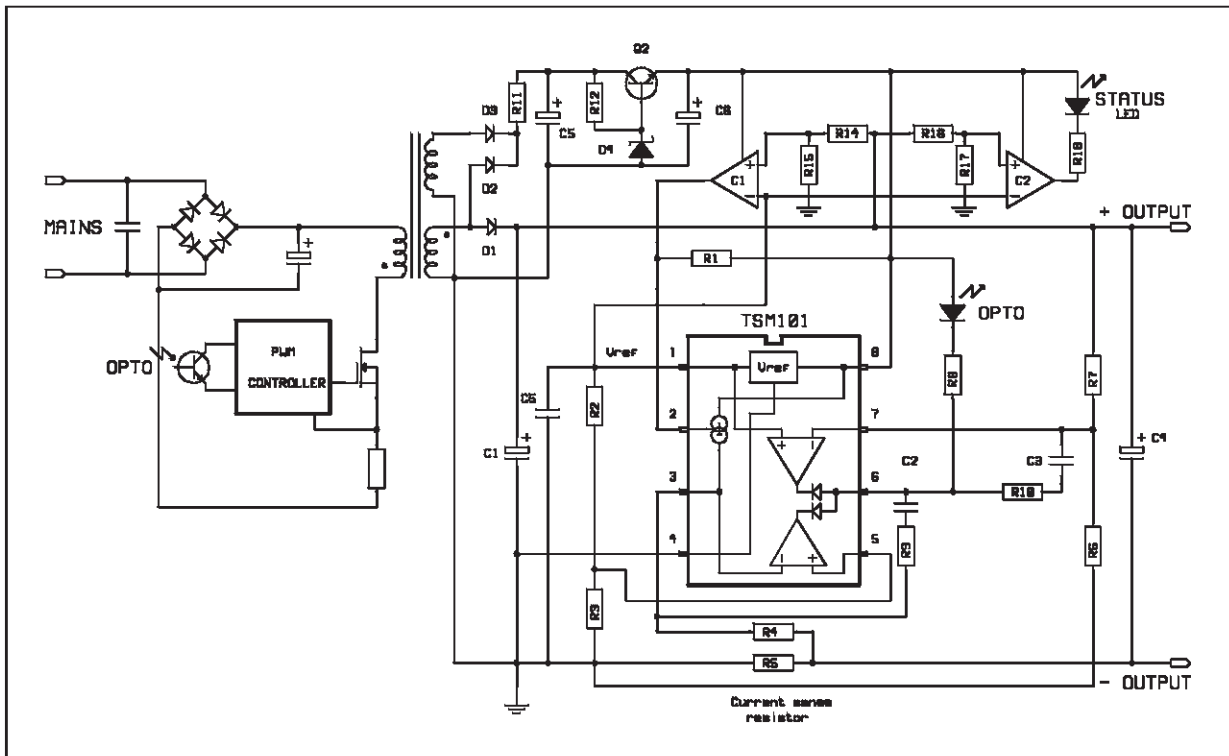 Q2
D3
R11
C5
R12
D4
C6
STATUS
LED
R18
R14
R16
R15
R17
C1
C2
D2
MAINS
D1
+ OUTPUT
R1
TSM101
OPTO
OPTO
PWM
CONTROLLER
Vref
1
Vref
8
R8
R7
C5
R2
2
7
C1
3
C2
6
C3
C4
R10
4
5
R9
R6
R3
R4
R5
- OUTPUT
Current sense
resistor